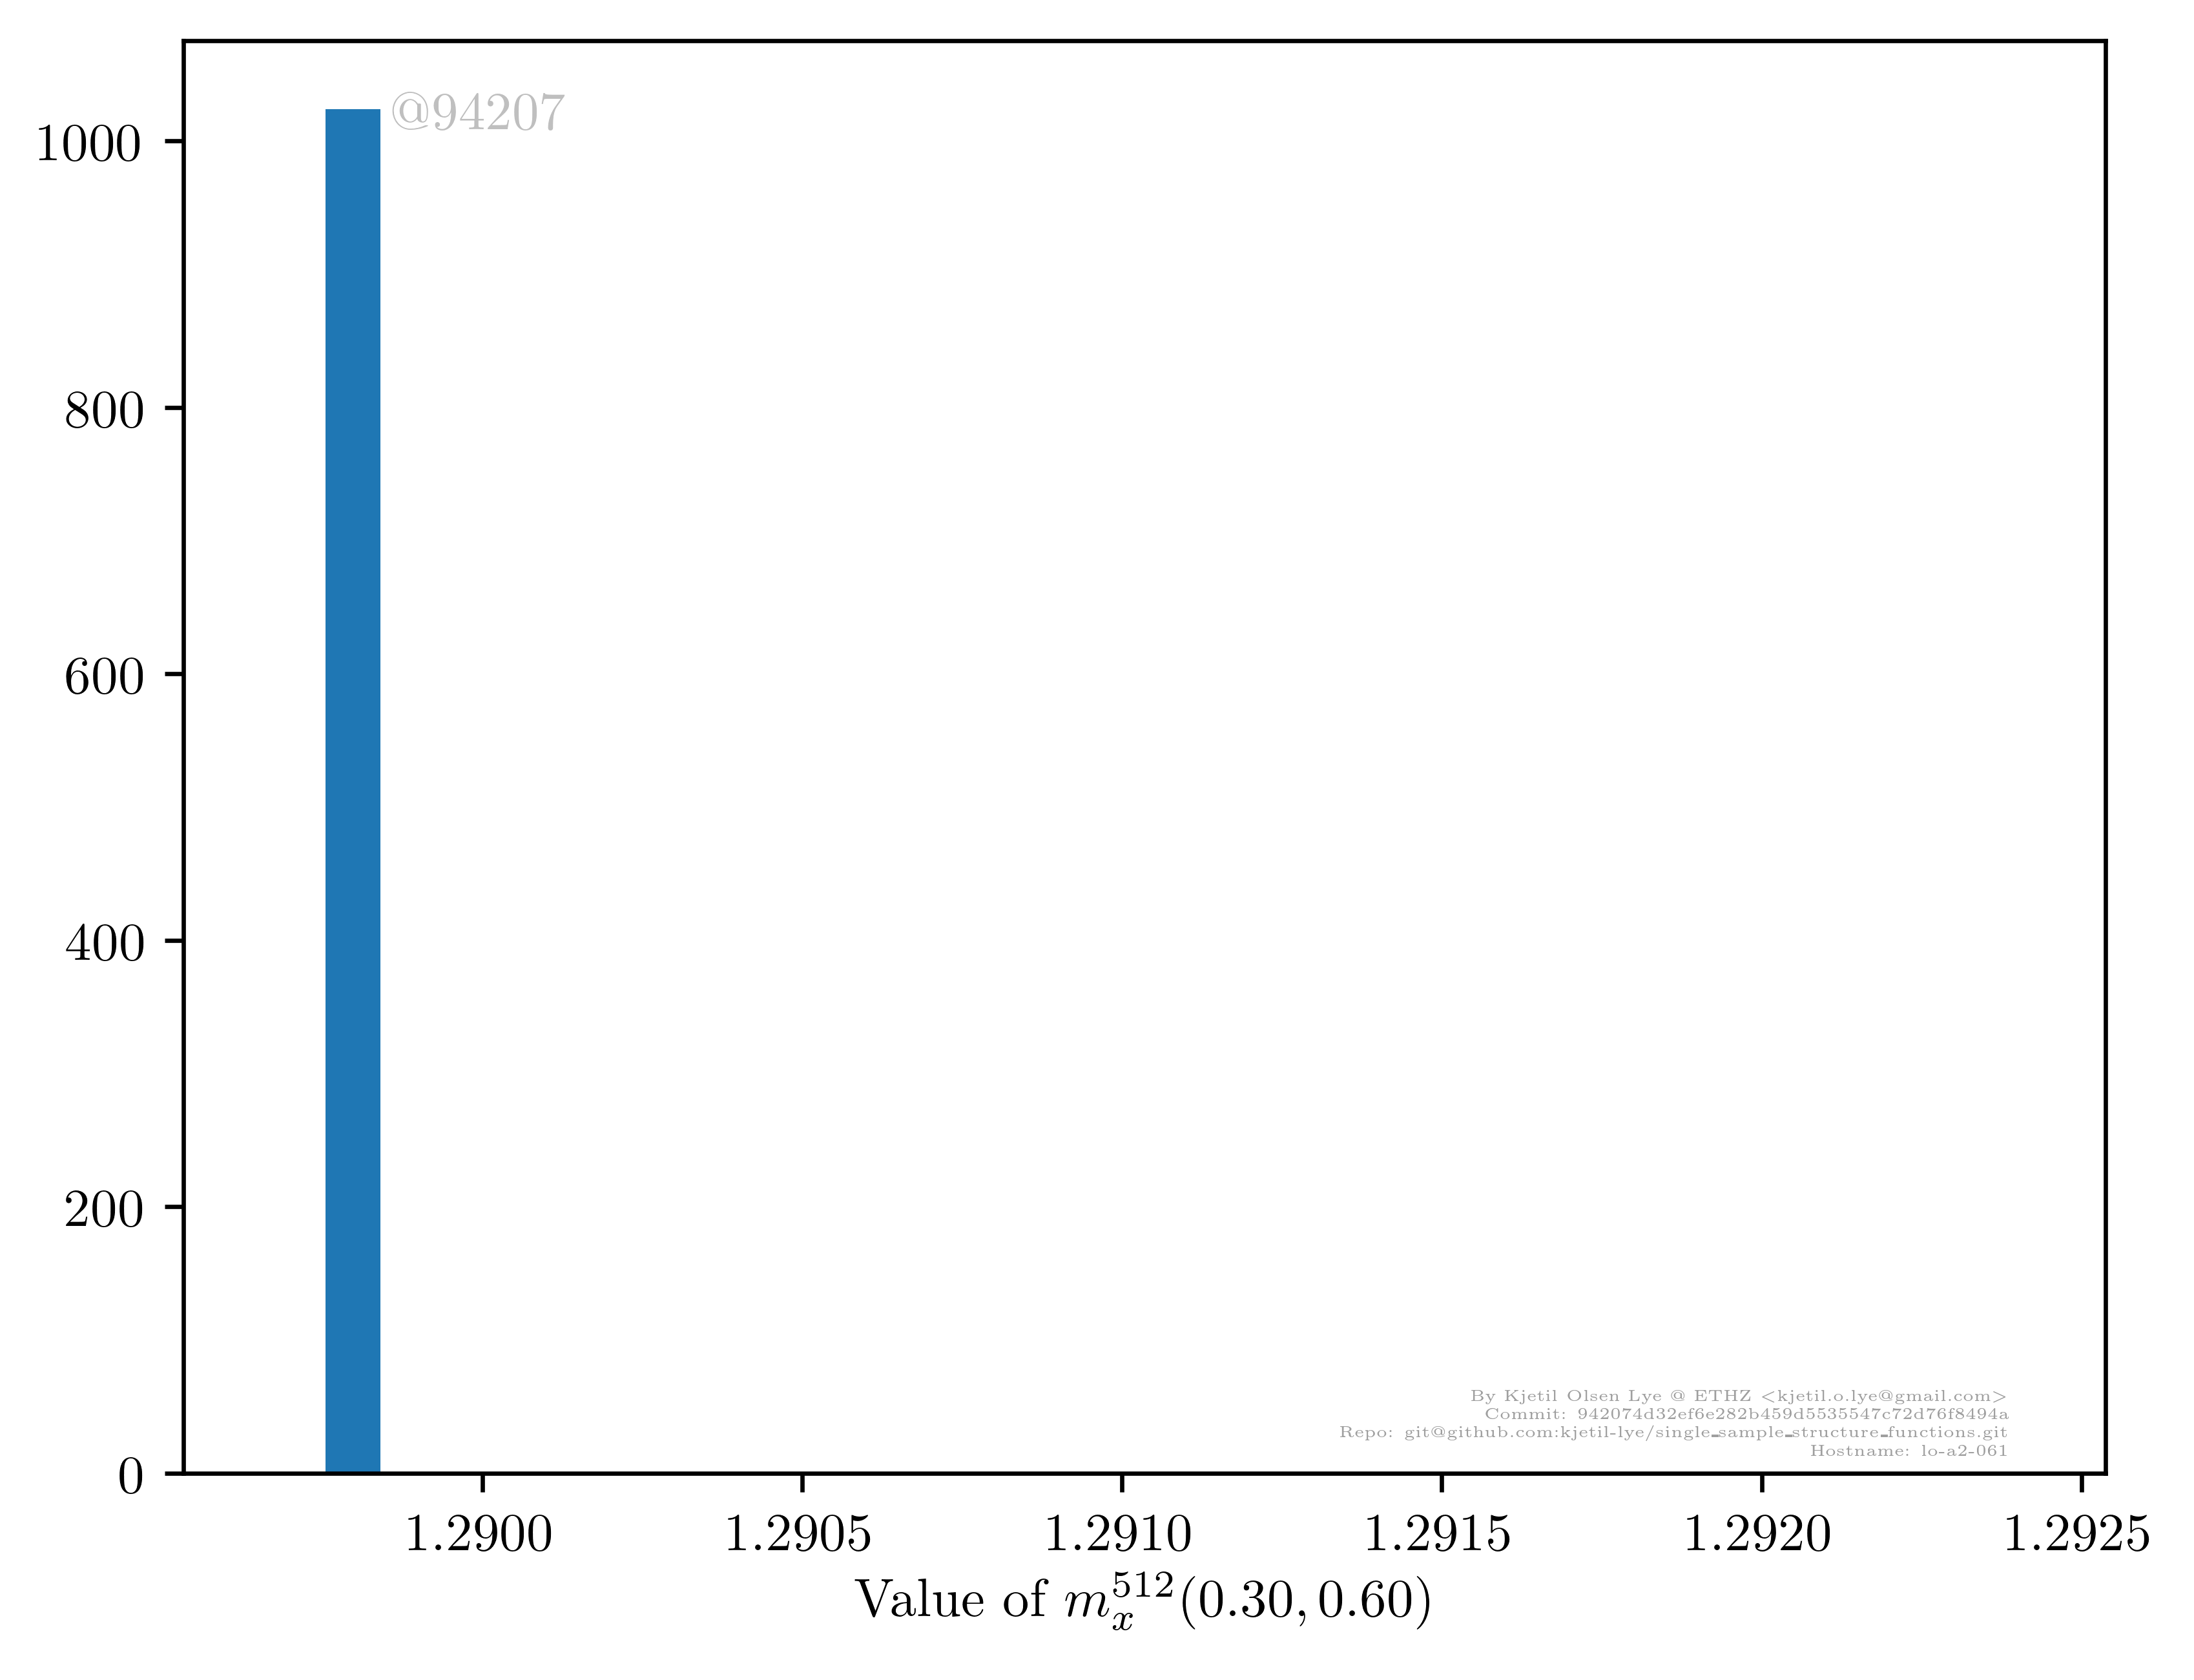 @94207
1000
800
600
400
200
0
By Kjetil Olsen Lye @ ETHZ <kjetil.o.lye@gmail.com>
Commit: 942074d32ef6e282b459d5535547c72d76f8494a
Repo: git@github.com:kjetil-lye/single_sample_structure_functions.git
Hostname: lo-a2-061
1.2900 1.2905 1.2910 1.2915 1.2920 1.2925
Value of $m_x^{512}(0.30, 0.60)$